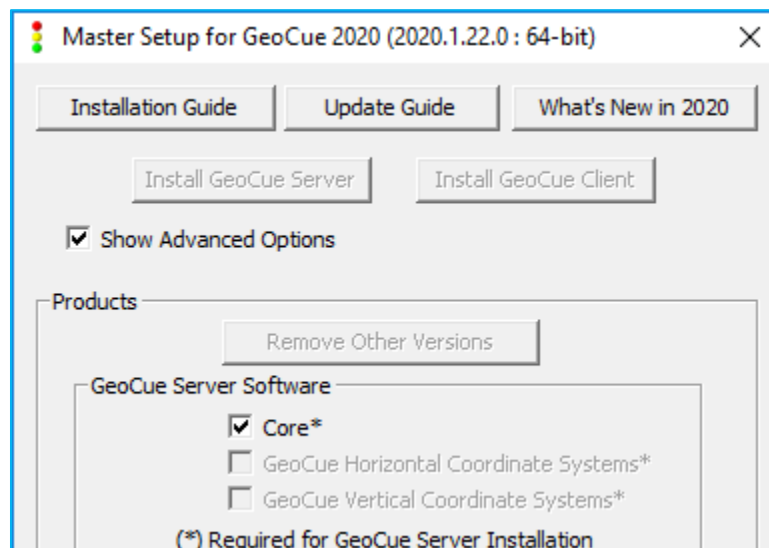 Master Setup for GeoCue 2020 (2020.1.22.0 : 64-bit)
Installation Guide Update Guide What's New in 2020
Install GeoCue Server Install GeoCue Client
Show Advanced Options
Products
Remove Other Versions
GeoCue Server Software
Core*
GeoCue Horizontal Coordinate Systems*
GeoCue Vertical Coordinate Systems*
(*) Required for GeoCue Server Installation